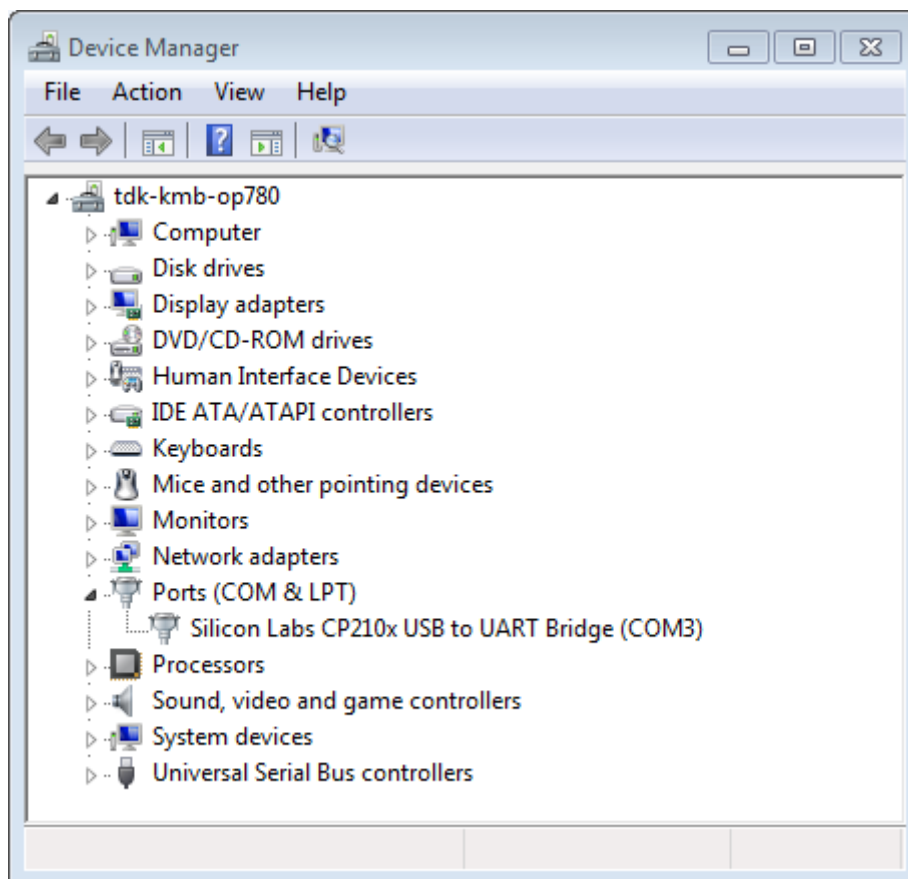 Device Manager
File Action View Help
tdk-kmb-op780
Computer
Disk drives
Display adapters
DVD/CD-ROM drives
Human Interface Devices
IDE ATA/ATAPI controllers
Keyboards
Mice and other pointing devices
Monitors
Network adapters
Ports (COM & LPT)
Silicon Labs CP210x USB to UART Bridge (COM3)
Processors
Sound, video and game controllers
System devices
Universal Serial Bus controllers